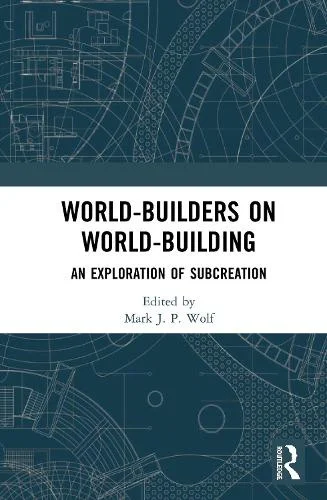 WORLD-BUILDERS ON
WORLD-BUILDING
AN EXPLORATION OF SUBCREATION
Edited by
Mark J. P. Wolf
ROUTLEDGE